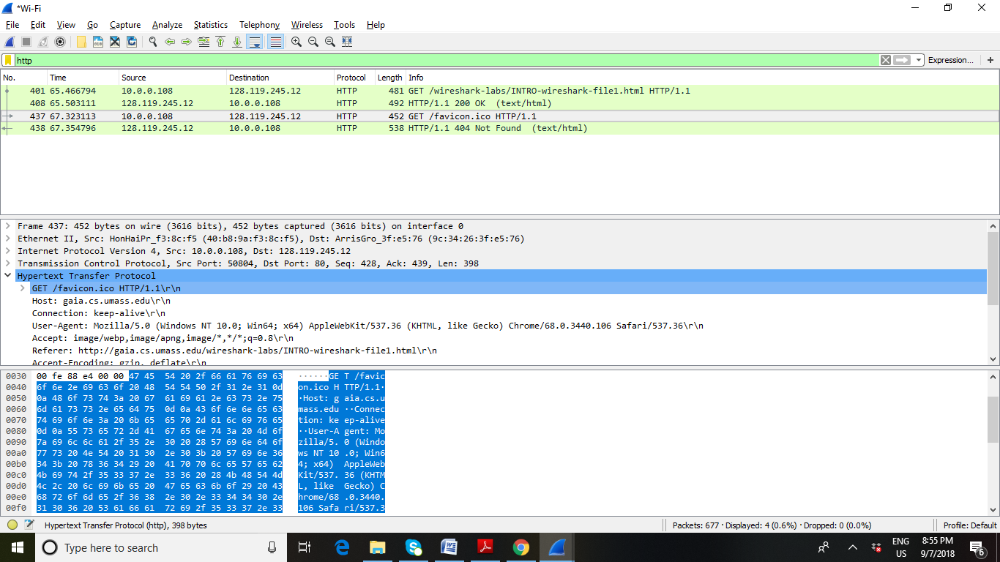 *Wi-Fi
File Edit View Go Capture Analyze Statistics Telephony Wireless Tools Help
http Expression... +
No. Time Source Destination Protocol Length Info
401 65.466794 10.0.0.108 128.119.245.12 HTTP 481 GET /wireshark-labs/INTRO-wireshark-file1.html HTTP/1.1
408 65.503111 128.119.245.12 10.0.0.108 HTTP 492 HTTP/1.1 200 OK (text/html)
437 67.323113 10.0.0.108 128.119.245.12 HTTP 452 GET /favicon.ico HTTP/1.1
438 67.354796 128.119.245.12 10.0.0.108 HTTP 538 HTTP/1.1 404 Not Found (text/html)
Frame 437: 452 bytes on wire (3616 bits), 452 bytes captured (3616 bits) on interface 0
Ethernet II, Src: HonHaiPr_f3:8c:f5 (40:b8:9a:f3:8c:f5), Dst: ArrisGro_3f:e5:76 (9c:34:26:3f:e5:76)
Internet Protocol Version 4, Src: 10.0.0.108, Dst: 128.119.245.12
Transmission Control Protocol, Src Port: 50804, Dst Port: 80, Seq: 428, Ack: 439, Len: 398
Hypertext Transfer Protocol
GET /favicon.ico HTTP/1.1\r\n
Host: gaia.cs.umass.edu\r\n
Connection: keep-alive\r\n
User-Agent: Mozilla/5.0 (Windows NT 10.0; Win64; x64) AppleWebKit/537.36 (KHTML, like Gecko) Chrome/68.0.3440.106 Safari/537.36\r\n
Accept: image/webp,image/apng,image/*,*/*;q=0.8\r\n
Referer: http://gaia.cs.umass.edu/wireshark-labs/INTRO-wireshark-file1.html\r\n
Accept-Encoding: gzip, deflate\r\n
0030 00 fe 88 e4 00 00 47 45 54 20 2f 66 61 76 69 63 ······GE T /favic
0040 6f 6e 2e 69 63 6f 20 48 54 54 50 2f 31 2e 31 0d on.ico H TTP/1.1·
0050 0a 48 6f 73 74 3a 20 67 61 69 61 2e 63 73 2e 75 ·Host: g aia.cs.u
0060 6d 61 73 73 2e 65 64 75 0d 0a 43 6f 6e 6e 65 63 mass.edu ··Connec
0070 74 69 6f 6e 3a 20 6b 65 65 70 2d 61 6c 69 76 65 tion: ke ep-alive
0080 0d 0a 55 73 65 72 2d 41 67 65 6e 74 3a 20 4d 6f ··User-A gent: Mo
0090 7a 69 6c 6c 61 2f 35 2e 30 20 28 57 69 6e 64 6f zilla/5. 0 (Windo
00a0 77 73 20 4e 54 20 31 30 2e 30 3b 20 57 69 6e 36 ws NT 10 .0; Win6
00b0 34 3b 20 78 36 34 29 20 41 70 70 6c 65 57 65 62 4; x64) AppleWeb
00c0 4b 69 74 2f 35 33 37 2e 33 36 20 28 4b 48 54 4d Kit/537. 36 (KHTM
00d0 4c 2c 20 6c 69 6b 65 20 47 65 63 6b 6f 29 20 43 L, like Gecko) C
00e0 68 72 6f 6d 65 2f 36 38 2e 30 2e 33 34 34 30 2e hrome/68 .0.3440.
00f0 31 30 36 20 53 61 66 61 72 69 2f 35 33 37 2e 33 106 Safa ri/537.3
Hypertext Transfer Protocol (http), 398 bytes Packets: 677 · Displayed: 4 (0.6%) · Dropped: 0 (0.0%) Profile: Default
Type here to search ENG US 8:55 PM 9/7/2018 6